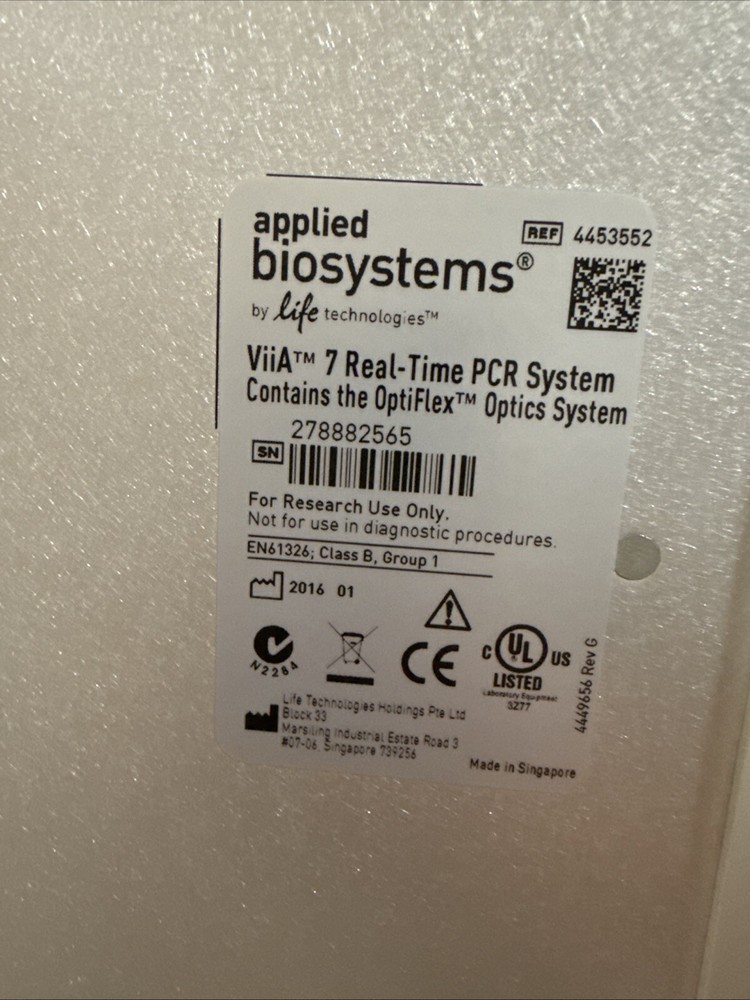 applied
biosystems®
by life technologies™
REF 4453552
ViiA™ 7 Real-Time PCR System
Contains the OptiFlex™ Optics System
278882565
SN
For Research Use Only.
Not for use in diagnostic procedures.
EN61326; Class B, Group 1
2016 01
N2284
CE
C UL US
LISTED
Laboratory Equipment
3Z77
4449656 Rev G
Life Technologies Holdings Pte Ltd
Block 33
Marsiling Industrial Estate Road 3
#07-06, Singapore 739256
Made in Singapore